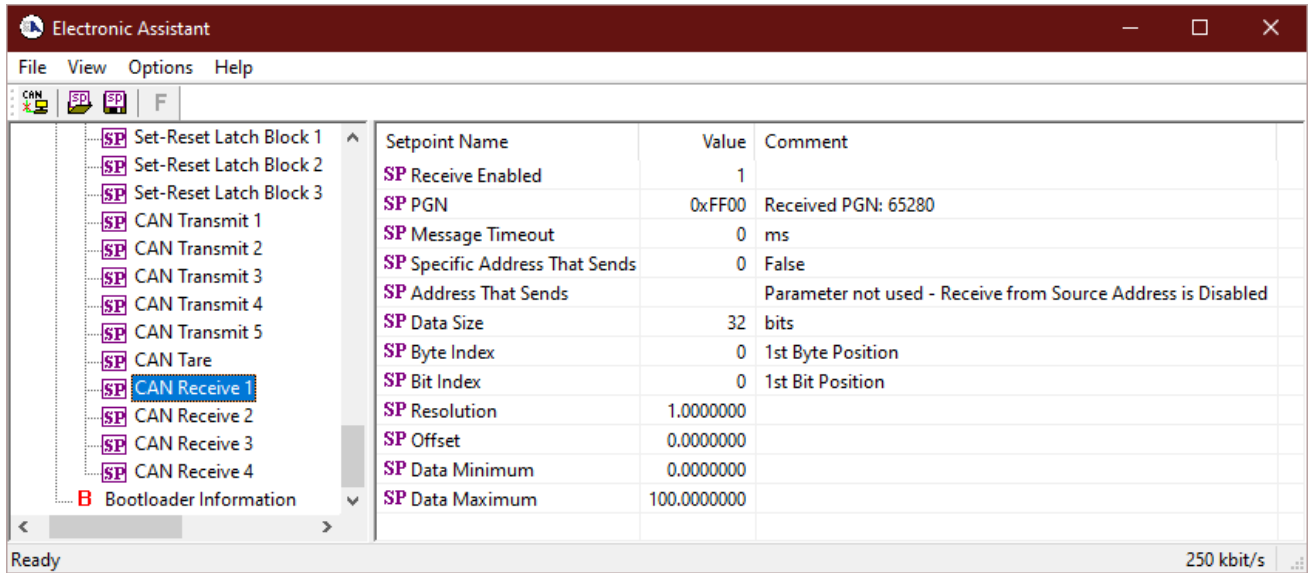 Electronic Assistant
File View Options Help
CAN SP SP F
SP Set-Reset Latch Block 1
SP Set-Reset Latch Block 2
SP Set-Reset Latch Block 3
SP CAN Transmit 1
SP CAN Transmit 2
SP CAN Transmit 3
SP CAN Transmit 4
SP CAN Transmit 5
SP CAN Tare
SP CAN Receive 1
SP CAN Receive 2
SP CAN Receive 3
SP CAN Receive 4
B Bootloader Information
Setpoint Name Value Comment
SP Receive Enabled 1
SP PGN 0xFF00 Received PGN: 65280
SP Message Timeout 0 ms
SP Specific Address That Sends 0 False
SP Address That Sends Parameter not used - Receive from Source Address is Disabled
SP Data Size 32 bits
SP Byte Index 0 1st Byte Position
SP Bit Index 0 1st Bit Position
SP Resolution 1.0000000
SP Offset 0.0000000
SP Data Minimum 0.0000000
SP Data Maximum 100.0000000
Ready 250 kbit/s